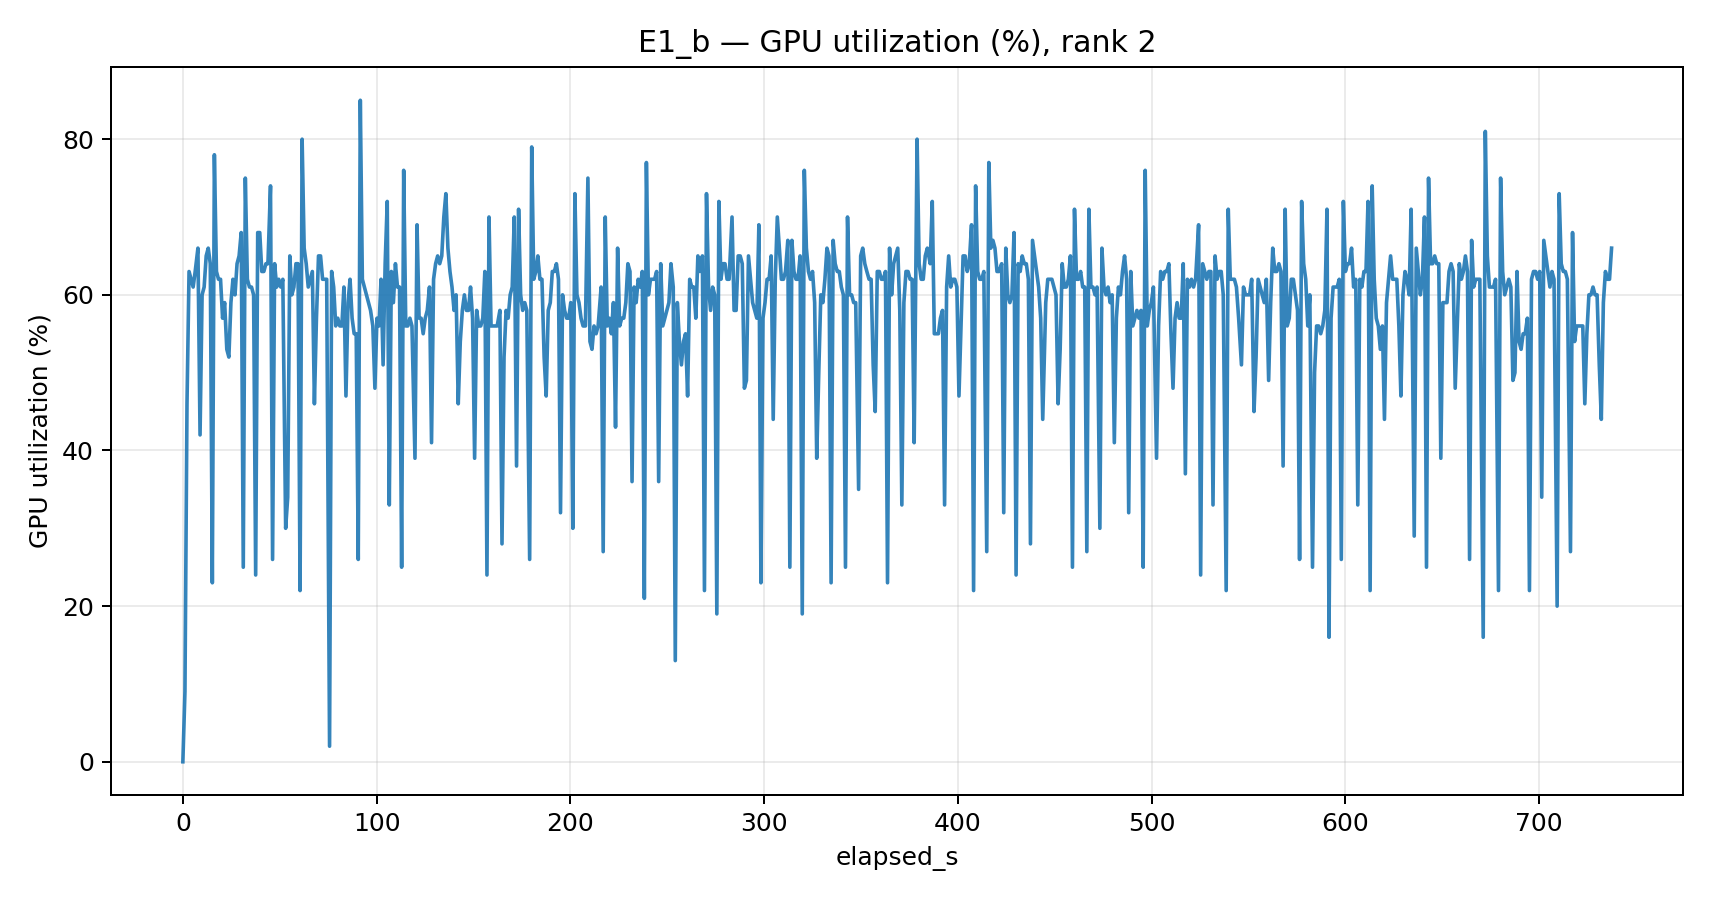 E1_b — GPU utilization (%), rank 2
GPU utilization (%)
80
60
40
20
0
0 100 200 300 400 500 600 700
elapsed_s